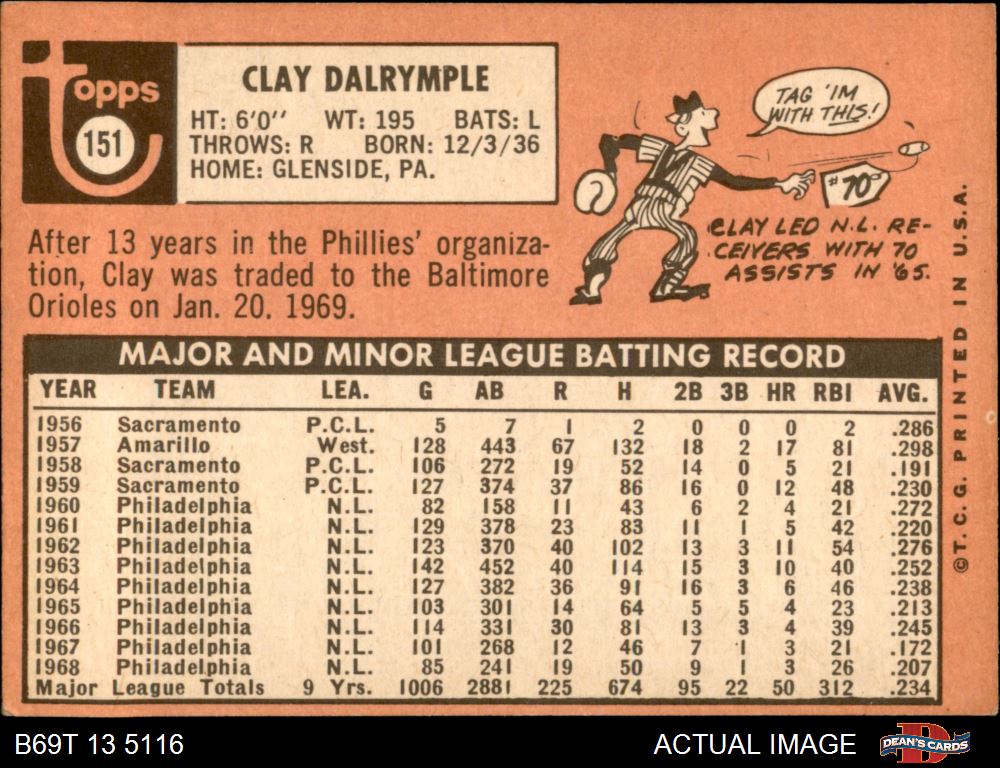 Topps
151
CLAY DALRYMPLE
HT: 6'0" WT: 195 BATS: L
THROWS: R BORN: 12/3/36
HOME: GLENSIDE, PA.
TAG 'IM
WITH THIS!
#70
CLAY LED N.L. RE-
CEIVERS WITH 70
ASSISTS IN '65.
After 13 years in the Phillies' organiza-
tion, Clay was traded to the Baltimore
Orioles on Jan. 20, 1969.
MAJOR AND MINOR LEAGUE BATTING RECORD
YEAR TEAM LEA. G AB R H 2B 3B HR RBI AVG.
1956 Sacramento P.C.L. 5 7 1 2 0 0 0 2 .286
1957 Amarillo West. 128 443 67 132 18 2 17 81 .298
1958 Sacramento P.C.L. 106 272 19 52 14 0 5 21 .191
1959 Sacramento P.C.L. 127 374 37 86 16 0 12 48 .230
1960 Philadelphia N.L. 82 158 11 43 6 2 4 21 .272
1961 Philadelphia N.L. 129 378 23 83 11 1 5 42 .220
1962 Philadelphia N.L. 123 370 40 102 13 3 11 54 .276
1963 Philadelphia N.L. 142 452 40 114 15 3 10 40 .252
1964 Philadelphia N.L. 127 382 36 91 16 3 6 46 .238
1965 Philadelphia N.L. 103 301 14 64 5 5 4 23 .213
1966 Philadelphia N.L. 114 331 30 81 13 3 4 39 .245
1967 Philadelphia N.L. 101 268 12 46 7 1 3 21 .172
1968 Philadelphia N.L. 85 241 19 50 9 1 3 26 .207
Major League Totals 9 Yrs. 1006 2881 225 674 95 22 50 312 .234
©T. C. G. PRINTED IN U.S.A.
B69T 13 5116
ACTUAL IMAGE
DEAN'S CARDS